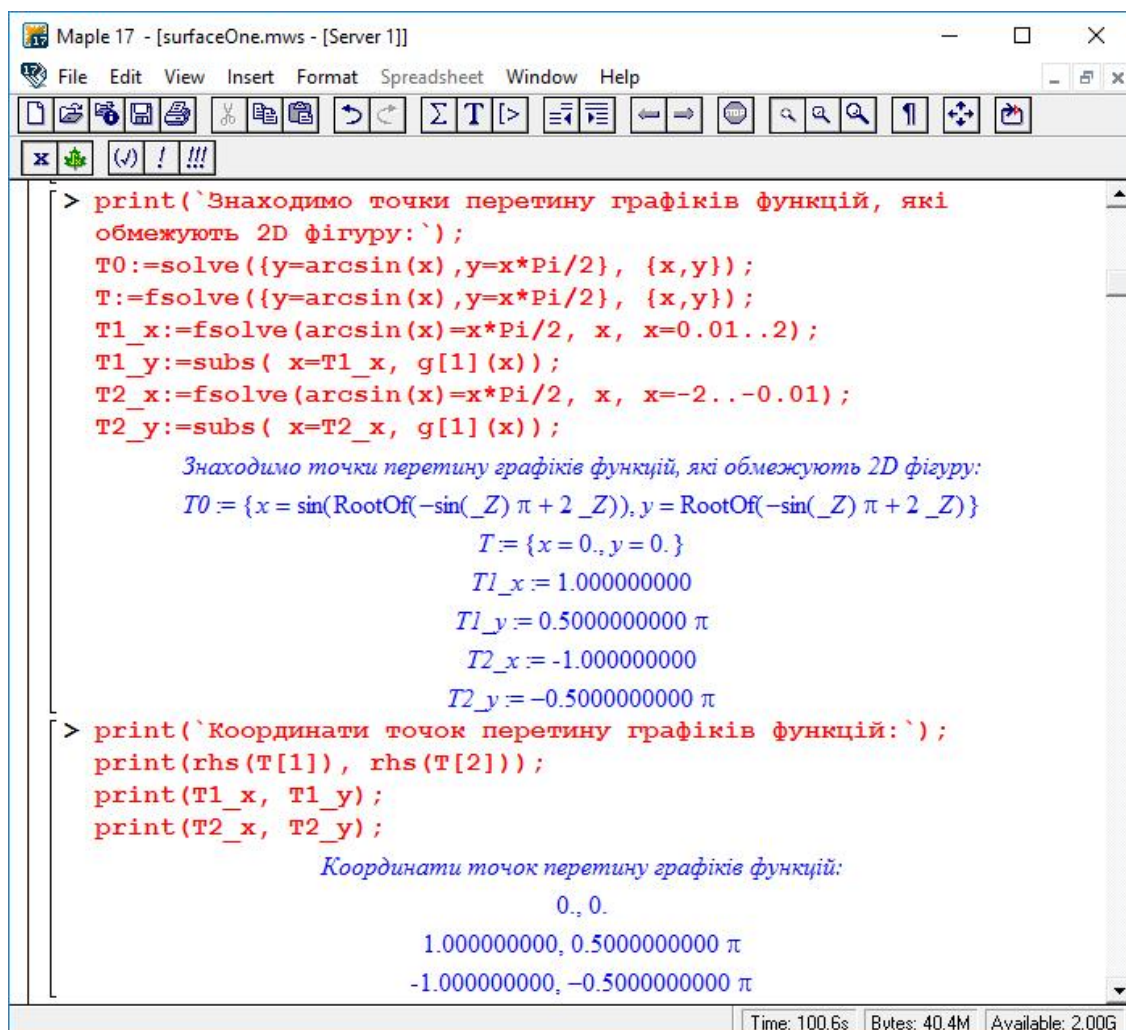 Maple 17 - [surfaceOne.mws - [Server 1]]
File Edit View Insert Format Spreadsheet Window Help
> print(`Знаходимо точки перетину графіків функцій, які
обмежують 2D фігуру:`);
T0:=solve({y=arcsin(x),y=x*Pi/2}, {x,y});
T:=fsolve({y=arcsin(x),y=x*Pi/2}, {x,y});
T1_x:=fsolve(arcsin(x)=x*Pi/2, x, x=0.01..2);
T1_y:=subs( x=T1_x, g[1](x));
T2_x:=fsolve(arcsin(x)=x*Pi/2, x, x=-2..-0.01);
T2_y:=subs( x=T2_x, g[1](x));
Знаходимо точки перетину графіків функцій, які обмежують 2D фігуру:
T0 := {x = sin(RootOf(−sin(_Z) π + 2 _Z)), y = RootOf(−sin(_Z) π + 2 _Z)}
T := {x = 0., y = 0.}
T1_x := 1.000000000
T1_y := 0.5000000000 π
T2_x := -1.000000000
T2_y := −0.5000000000 π
> print(`Координати точок перетину графіків функцій:`);
print(rhs(T[1]), rhs(T[2]));
print(T1_x, T1_y);
print(T2_x, T2_y);
Координати точок перетину графіків функцій:
0., 0.
1.000000000, 0.5000000000 π
-1.000000000, −0.5000000000 π
Time: 100.6s Bytes: 40.4M Available: 2.00G